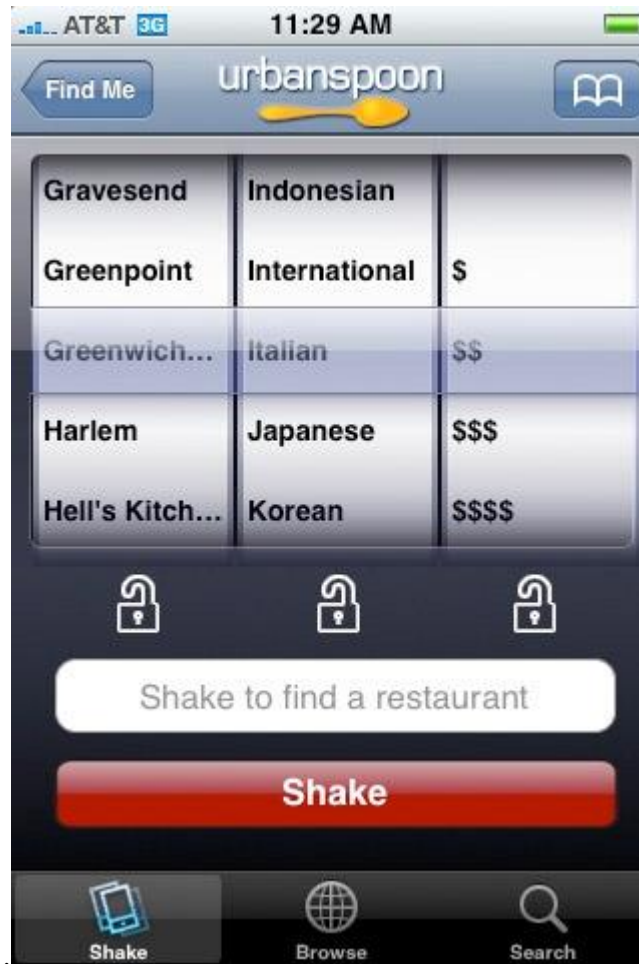 AT&T 3G 11:29 AM
Find Me urbanspoon
Gravesend Indonesian
Greenpoint International $
Greenwich... Italian $$
Harlem Japanese $$$
Hell's Kitch... Korean $$$$
Shake to find a restaurant
Shake
Shake Browse Search